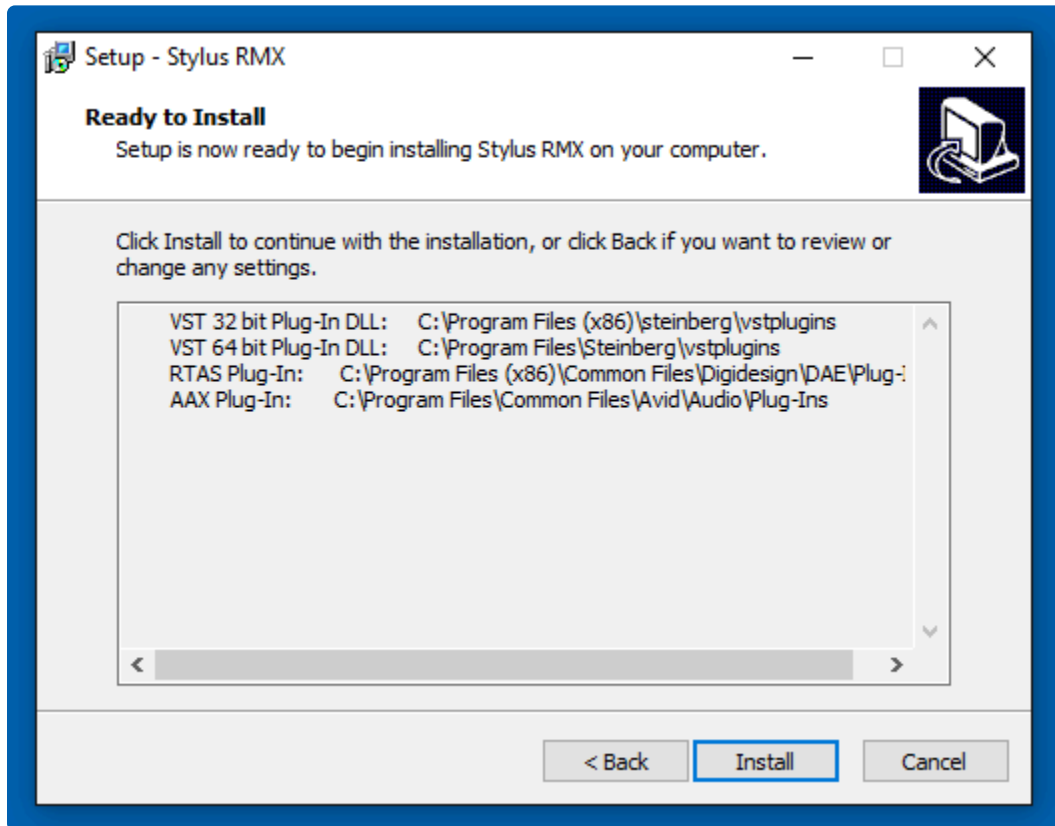 Setup - Stylus RMX
Ready to Install
Setup is now ready to begin installing Stylus RMX on your computer.
Click Install to continue with the installation, or click Back if you want to review or
change any settings.
VST 32 bit Plug-In DLL: C:\Program Files (x86)\steinberg\vstplugins
VST 64 bit Plug-In DLL: C:\Program Files\Steinberg\vstplugins
RTAS Plug-In: C:\Program Files (x86)\Common Files\Digidesign\DAE\Plug-I
AAX Plug-In: C:\Program Files\Common Files\Avid\Audio\Plug-Ins
< Back Install Cancel